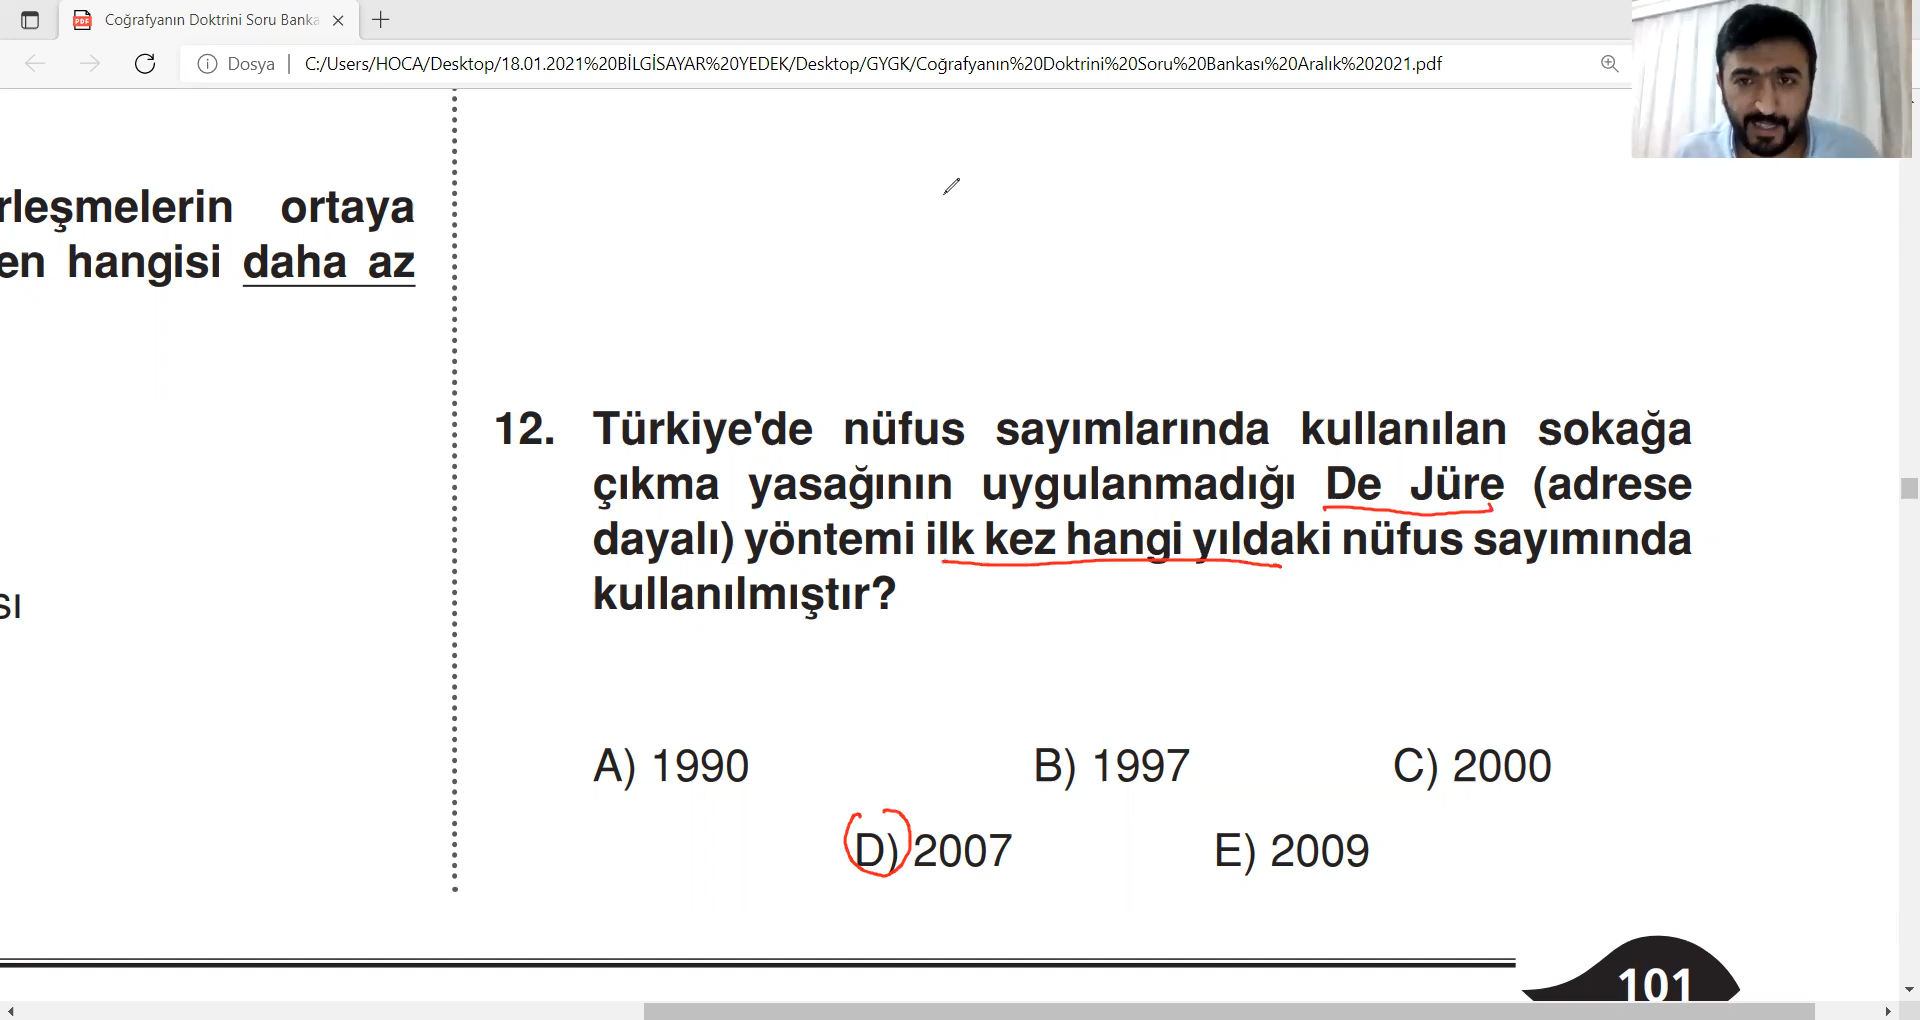 Coğrafyanın Doktrini Soru Banka
Dosya
C:/Users/HOCA/Desktop/18.01.2021%20BİLGİSAYAR%20YEDEK/Desktop/GYGK/Coğrafyanın%20Doktrini%20Soru%20Bankası%20Aralık%202021.pdf
rleşmelerin ortaya
en hangisi daha az
sı
12. Türkiye'de nüfus sayımlarında kullanılan sokağa
çıkma yasağının uygulanmadığı De Jüre (adrese
dayalı) yöntemi ilk kez hangi yıldaki nüfus sayımında
kullanılmıştır?
A) 1990 B) 1997 C) 2000
D) 2007 E) 2009
101